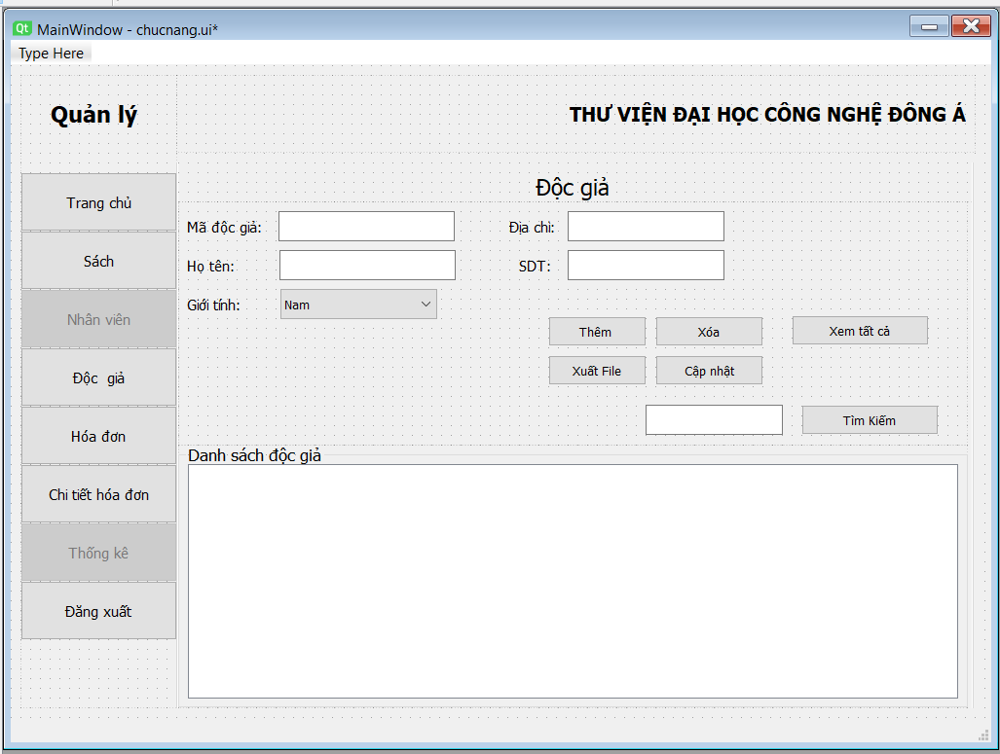 Qt MainWindow - chucnang.ui*
Type Here
Quản lý
THƯ VIỆN ĐẠI HỌC CÔNG NGHỆ ĐÔNG Á
Trang chủ
Sách
Nhân viên
Độc  giả
Hóa đơn
Chi tiết hóa đơn
Thống kê
Đăng xuất
Độc giả
Mã độc giả:
Địa chỉ:
Họ tên:
SDT:
Giới tính:
Nam
Thêm
Xóa
Xem tất cả
Xuất File
Cập nhật
Tìm Kiếm
Danh sách độc giả